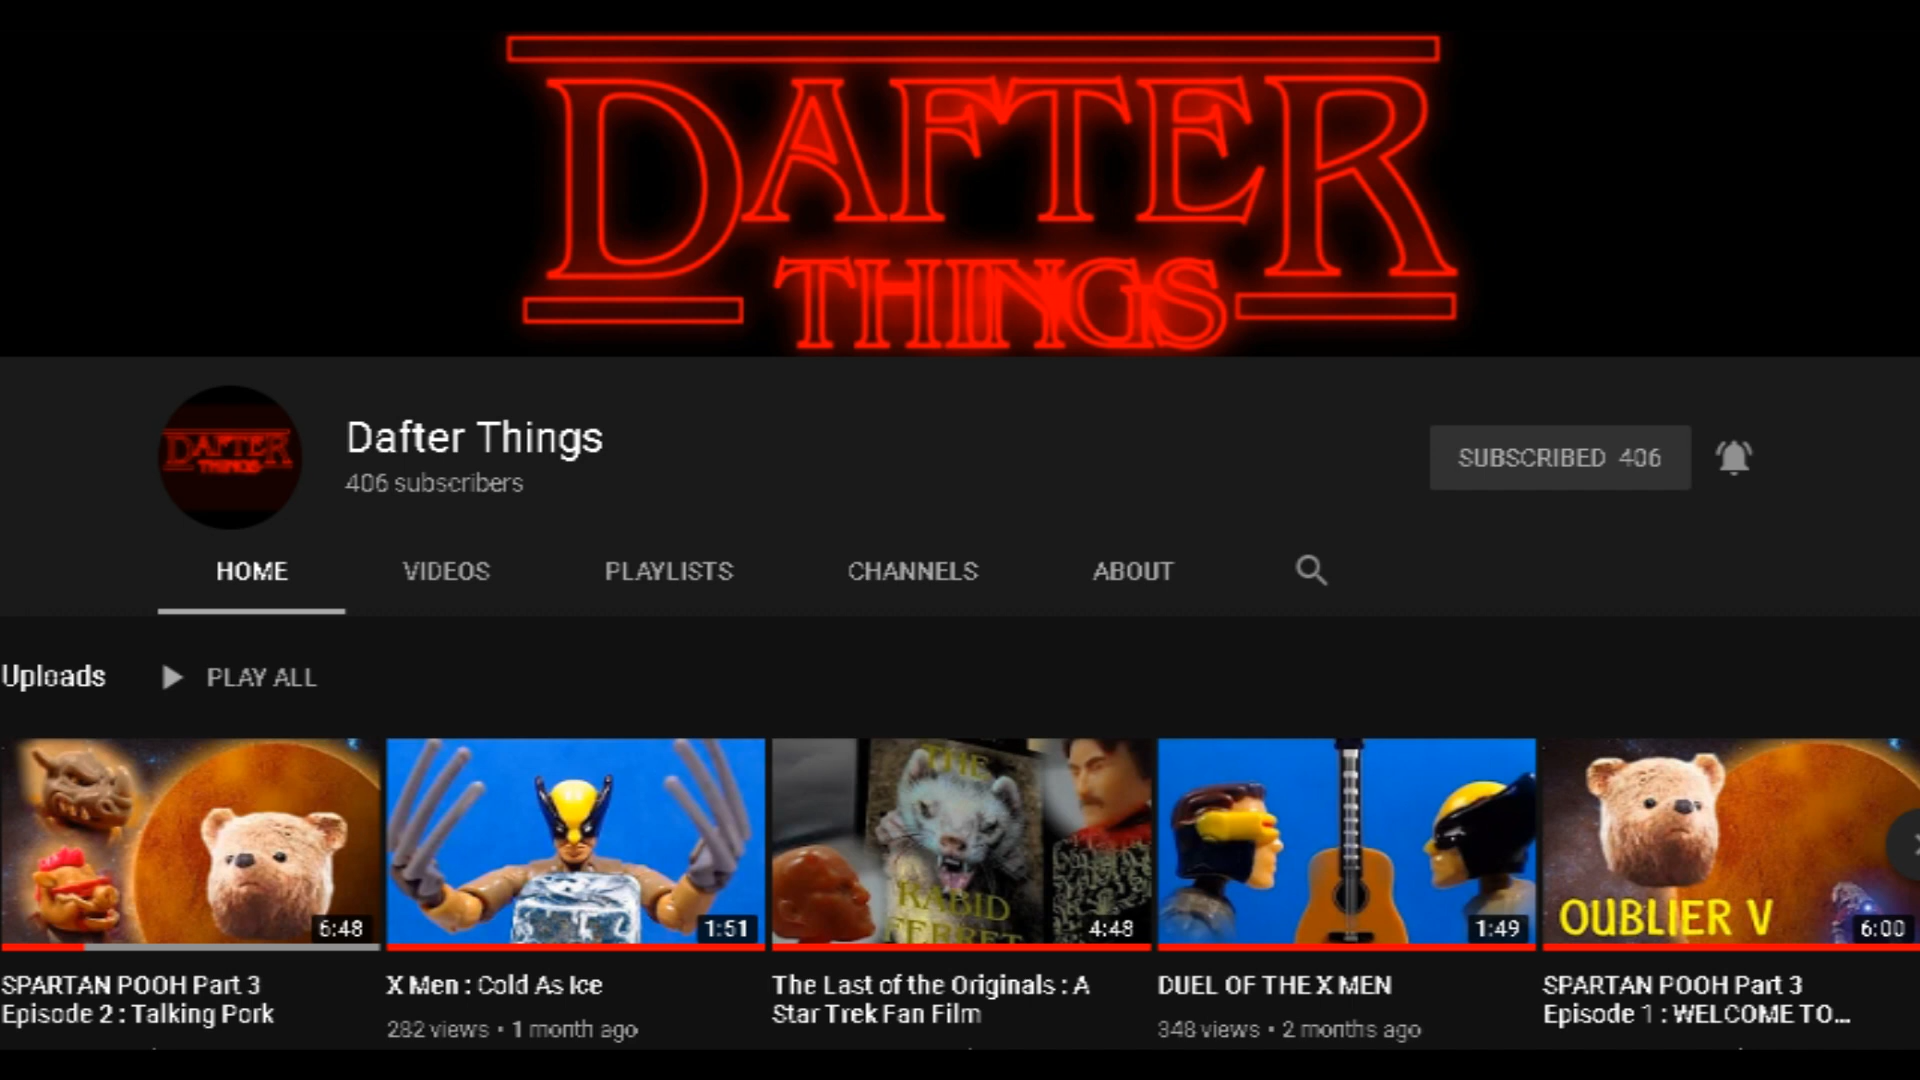 DAFTER
THINGS
DAFTER
THINGS
Dafter Things
406 subscribers
SUBSCRIBED 406
HOME
VIDEOS
PLAYLISTS
CHANNELS
ABOUT
Uploads
PLAY ALL
6:48
1:51
THE
RABID
FERRET
4:48
1:49
OUBLIER V
6:00
SPARTAN POOH Part 3
Episode 2 : Talking Pork
X Men : Cold As Ice
282 views • 1 month ago
The Last of the Originals : A
Star Trek Fan Film
DUEL OF THE X MEN
348 views • 2 months ago
SPARTAN POOH Part 3
Episode 1 : WELCOME TO...